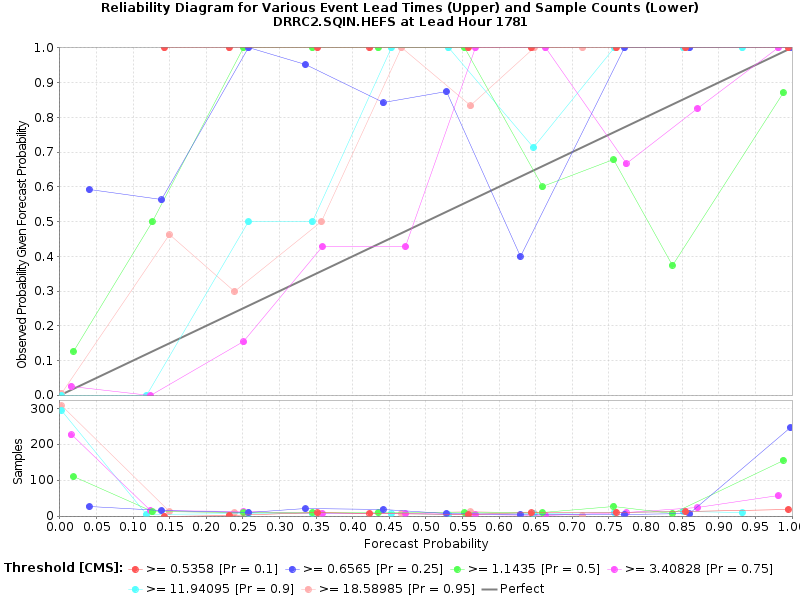 Reliability Diagram for Various Event Lead Times (Upper) and Sample Counts (Lower)
DRRC2.SQIN.HEFS at Lead Hour 1781
Observed Probability Given Forecast Probability
1.0
0.9
0.8
0.7
0.6
0.5
0.4
0.3
0.2
0.1
0.0
Samples
300
200
100
0
0.00 0.05 0.10 0.15 0.20 0.25 0.30 0.35 0.40 0.45 0.50 0.55 0.60 0.65 0.70 0.75 0.80 0.85 0.90 0.95 1.0
Forecast Probability
Threshold [CMS]: >= 0.5358 [Pr = 0.1] >= 0.6565 [Pr = 0.25] >= 1.1435 [Pr = 0.5] >= 3.40828 [Pr = 0.75]
>= 11.94095 [Pr = 0.9] >= 18.58985 [Pr = 0.95] Perfect